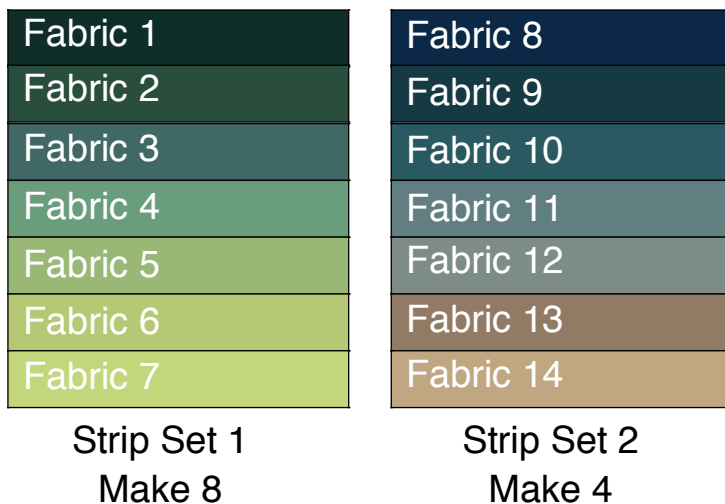 Fabric 1
Fabric 2
Fabric 3
Fabric 4
Fabric 5
Fabric 6
Fabric 7
Strip Set 1
Make 8
Fabric 8
Fabric 9
Fabric 10
Fabric 11
Fabric 12
Fabric 13
Fabric 14
Strip Set 2
Make 4